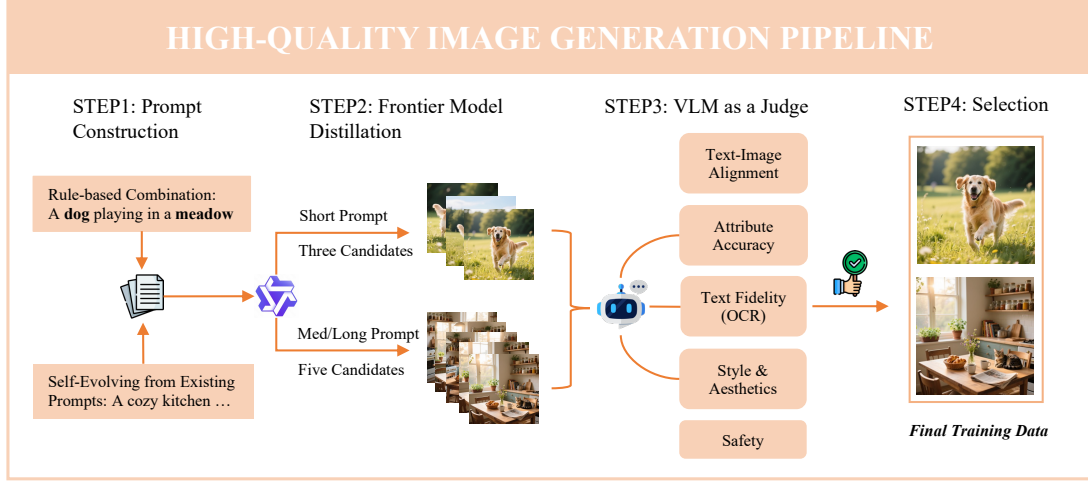 HIGH-QUALITY IMAGE GENERATION PIPELINE
STEP1: Prompt
Construction
Rule-based Combination:
A dog playing in a meadow
Self-Evolving from Existing
Prompts: A cozy kitchen …
STEP2: Frontier Model
Distillation
Short Prompt
Three Candidates
Med/Long Prompt
Five Candidates
STEP3: VLM as a Judge
Text-Image
Alignment
Attribute
Accuracy
Text Fidelity
(OCR)
Style &
Aesthetics
Safety
STEP4: Selection
Final Training Data